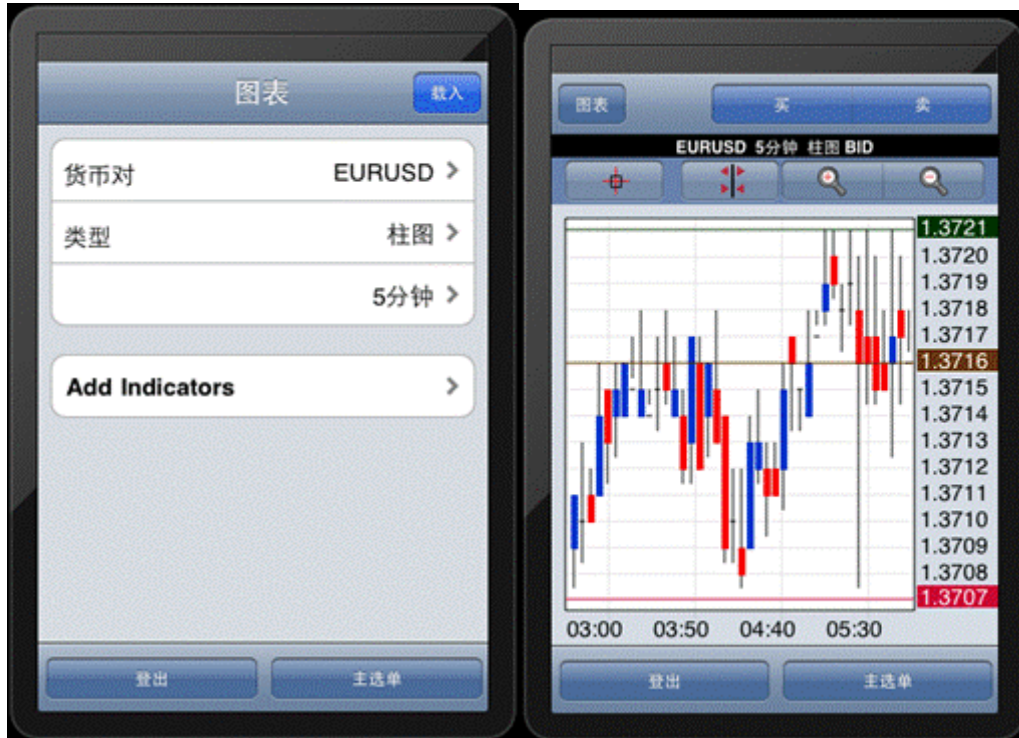 图表
载入
货币对 EURUSD
类型 柱图
5分钟
Add Indicators
登出 主选单
图表 买 卖
EURUSD 5分钟 柱图 BID
1.3721
1.3720
1.3719
1.3718
1.3717
1.3716
1.3715
1.3714
1.3713
1.3712
1.3711
1.3710
1.3709
1.3708
1.3707
03:00 03:50 04:40 05:30
登出 主选单